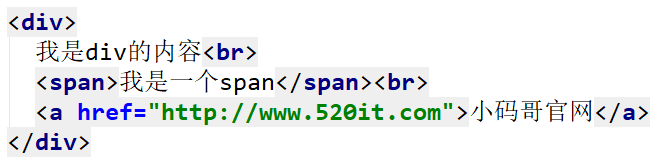 <div>
我是div的内容<br>
<span>我是一个span</span><br>
<a href="http://www.520it.com">小码哥官网</a>
</div>